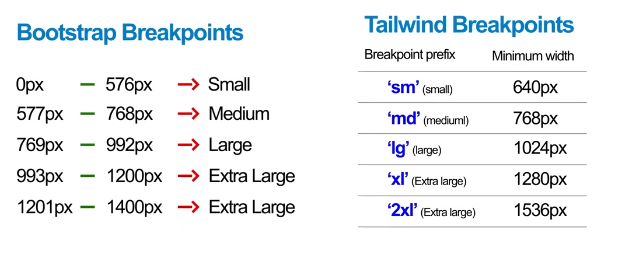 Bootstrap Breakpoints
0px – 576px → Small
577px – 768px → Medium
769px – 992px → Large
993px – 1200px → Extra Large
1201px – 1400px → Extra Large
Tailwind Breakpoints
Breakpoint prefix Minimum width
‘sm’ (small) 640px
‘md’ (mediuml) 768px
‘lg’ (large) 1024px
‘xl’ (Extra large) 1280px
‘2xl’ (Extra large) 1536px